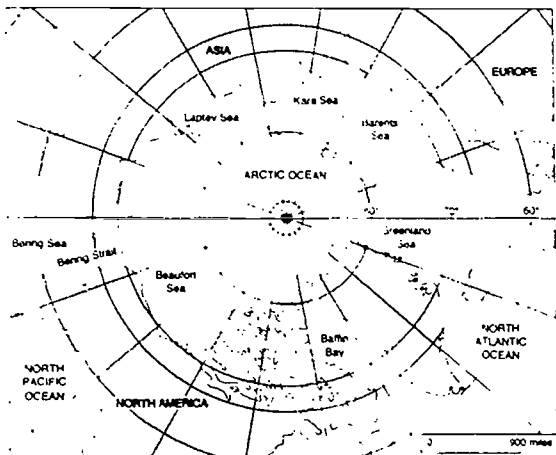 ASIA
EUROPE
Kara Sea
Laptev Sea
Barents
Sea
ARCTIC OCEAN
70°
60°
Greenland
Sea
Bering Sea
Bering Strait
Beaufort
Sea
Baffin
Bay
NORTH
ATLANTIC
OCEAN
NORTH
PACIFIC
OCEAN
NORTH AMERICA
0 900 miles